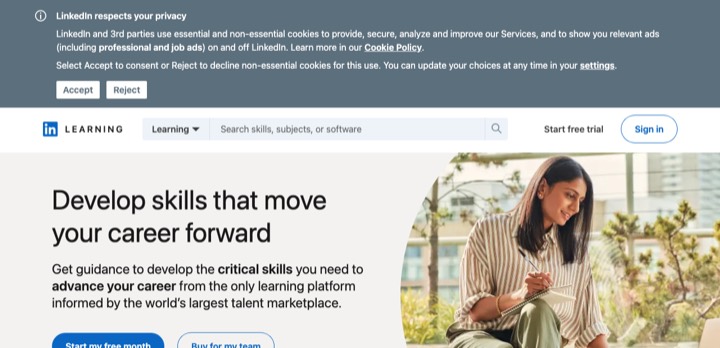 LinkedIn respects your privacy
LinkedIn and 3rd parties use essential and non-essential cookies to provide, secure, analyze and improve our Services, and to show you relevant ads
(including professional and job ads) on and off LinkedIn. Learn more in our Cookie Policy.
Select Accept to consent or Reject to decline non-essential cookies for this use. You can update your choices at any time in your settings.
Accept Reject
in LEARNING Learning Search skills, subjects, or software Start free trial Sign in
Develop skills that move
your career forward
Get guidance to develop the critical skills you need to
advance your career from the only learning platform
informed by the world's largest talent marketplace.
Start my free month Buy for my team